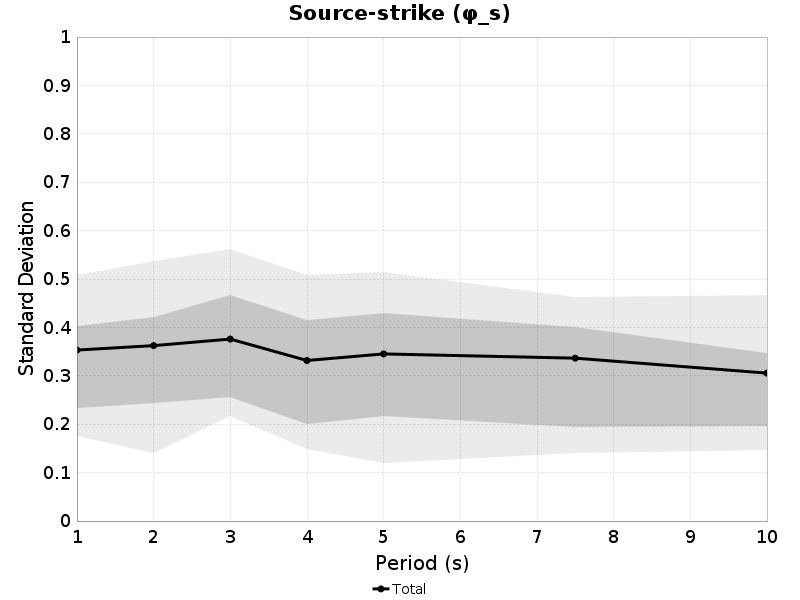 Source-strike (φ_s)
Standard Deviation
1
0.9
0.8
0.7
0.6
0.5
0.4
0.3
0.2
0.1
0
1 2 3 4 5 6 7 8 9 10
Period (s)
Total